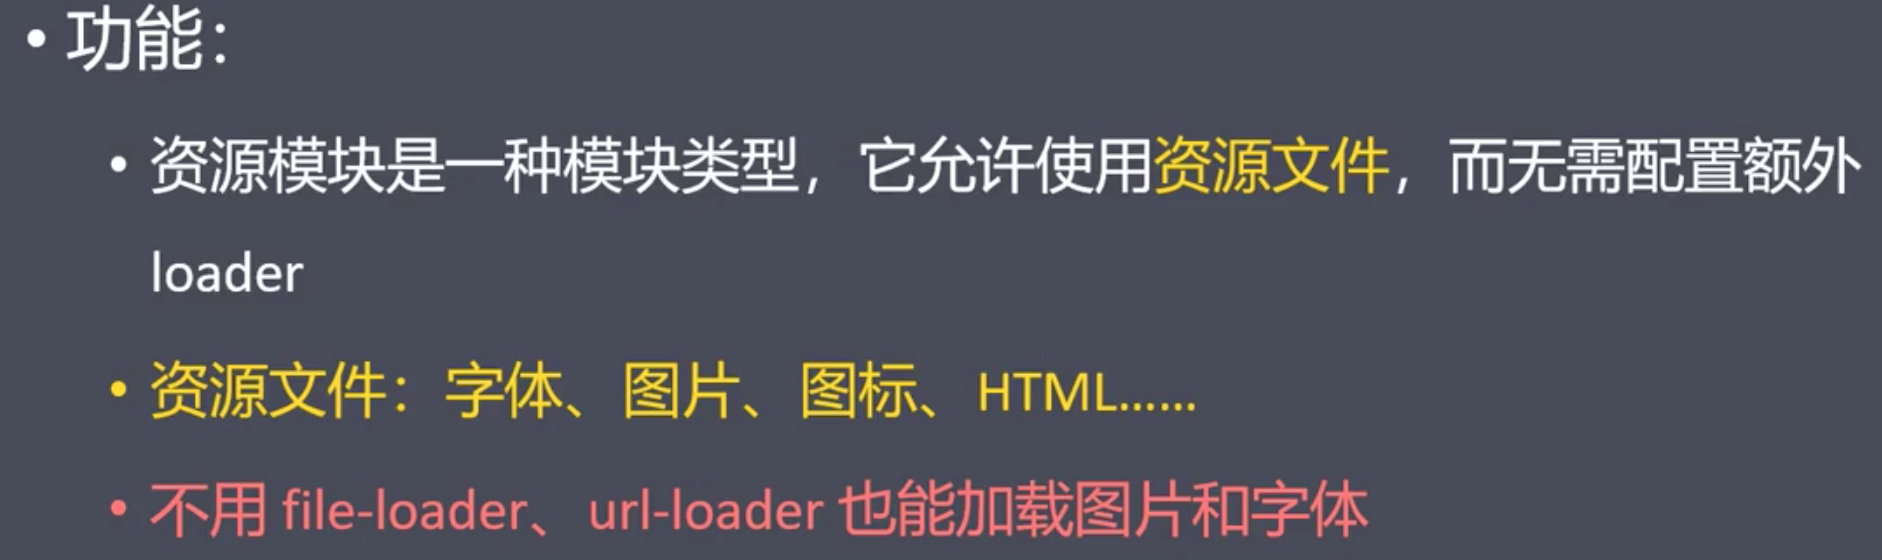 • 功能：
• 资源模块是一种模块类型，它允许使用资源文件，而无需配置额外
loader
• 资源文件：字体、图片、图标、HTML……
• 不用 file-loader、url-loader 也能加载图片和字体